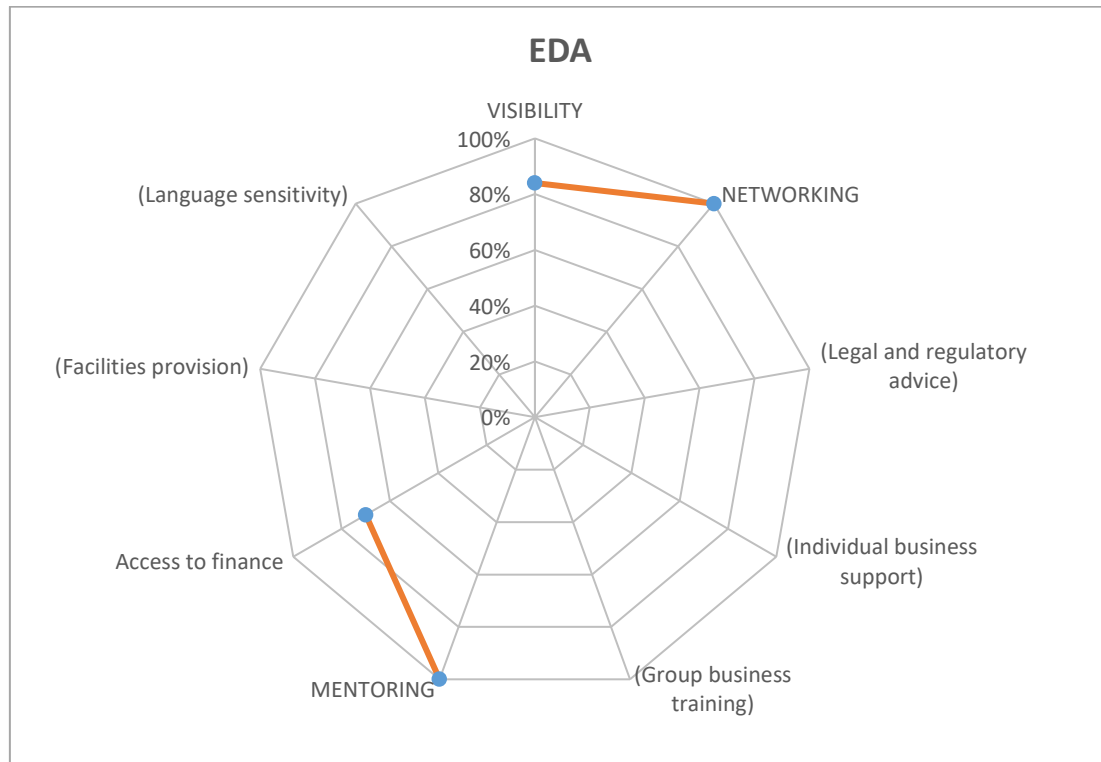 EDA
VISIBILITY
100%
80%
60%
40%
20%
0%
NETWORKING
(Legal and regulatory
advice)
(Individual business
support)
(Group business
training)
MENTORING
Access to finance
(Facilities provision)
(Language sensitivity)